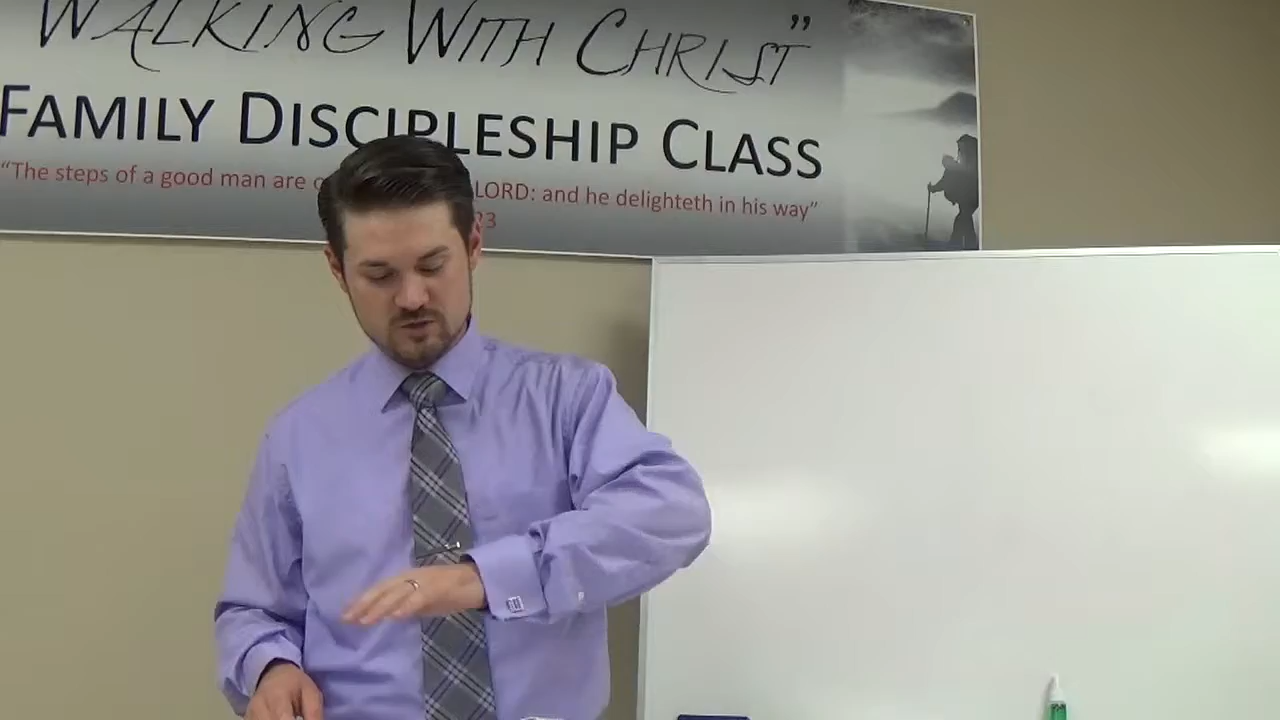 WALKING WITH CHRIST”
FAMILY DISCIPLESHIP CLASS
“The steps of a good man are LORD: and he delighteth in his way”
23